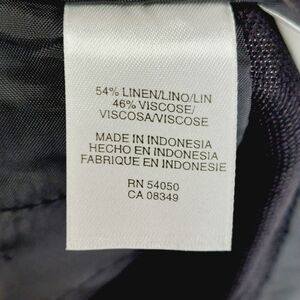 54% LINEN/LINO/LIN
46% VISCOSE/
VISCOSA/VISCOSE
MADE IN INDONESIA
HECHO EN INDONESIA
FABRIQUE EN INDONESIE
RN 54050
CA 08349